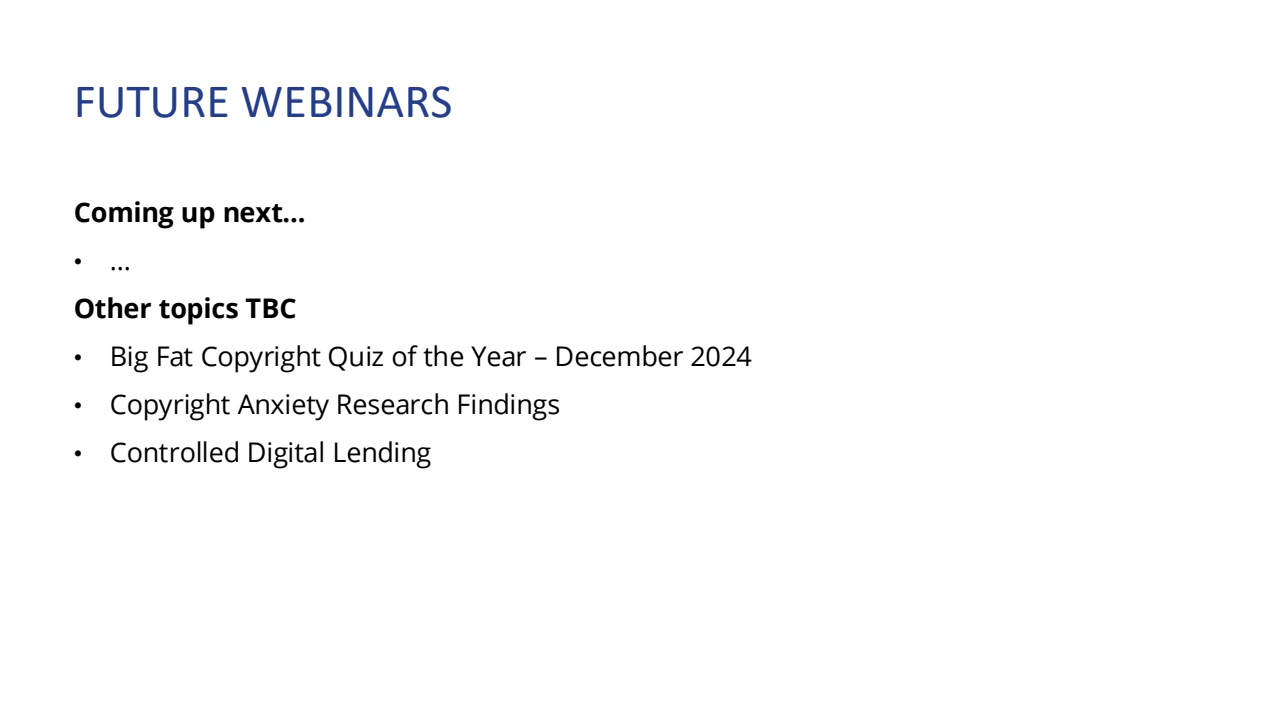 FUTURE WEBINARS
Coming up next…
• …
Other topics TBC
• Big Fat Copyright Quiz of the Year – December 2024
• Copyright Anxiety Research Findings
• Controlled Digital Lending